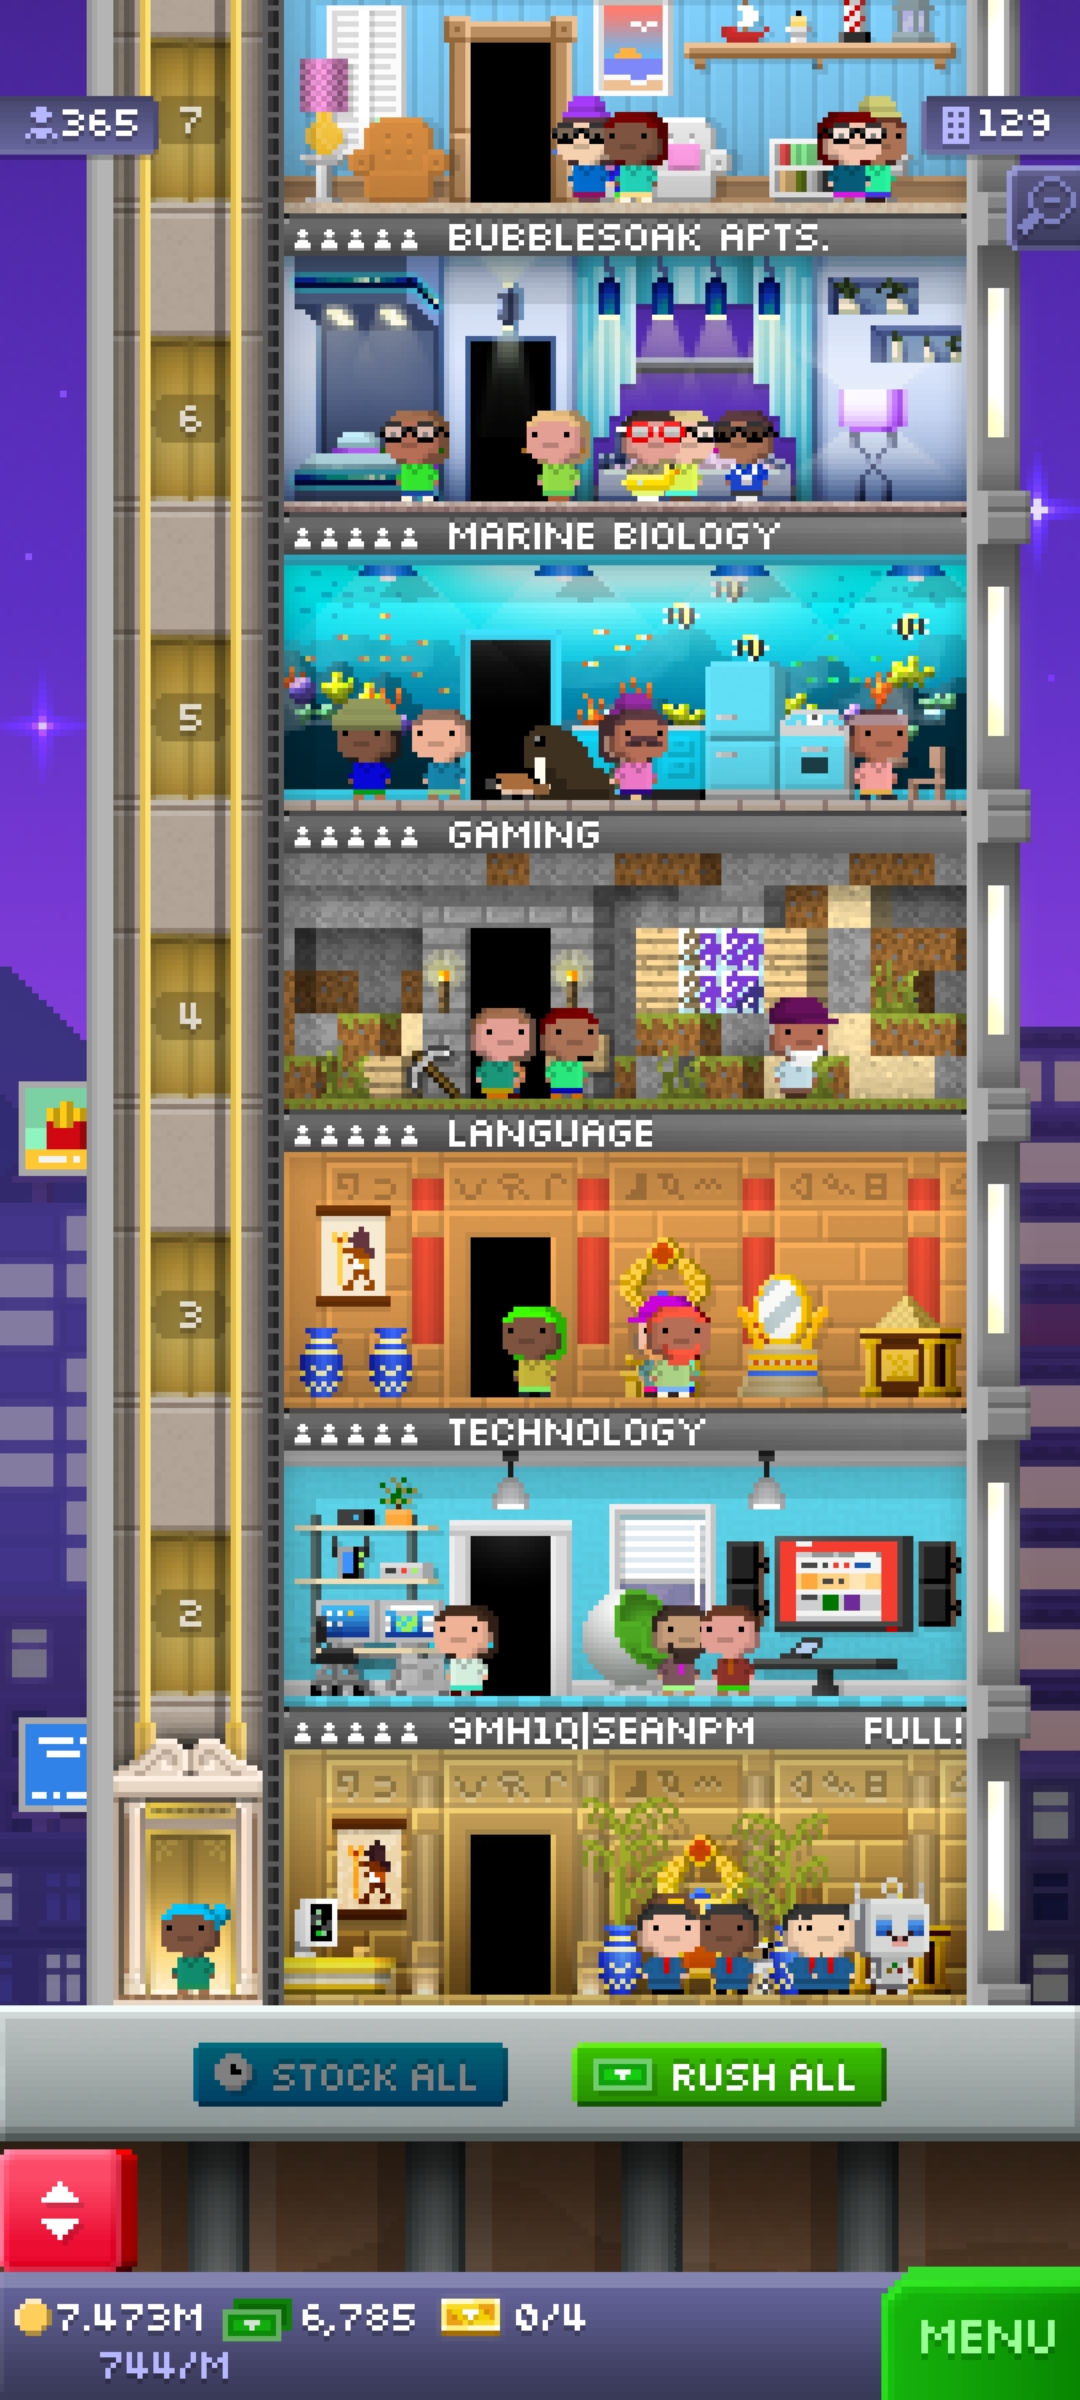 365
7
129
BUBBLESOAK APTS.
6
MARINE BIOLOGY
5
GAMING
4
LANGUAGE
3
TECHNOLOGY
2
9MH1Q|SEANPM FULL!
STOCK ALL
RUSH ALL
7.473M 6,785 0/4
744/M
MENU